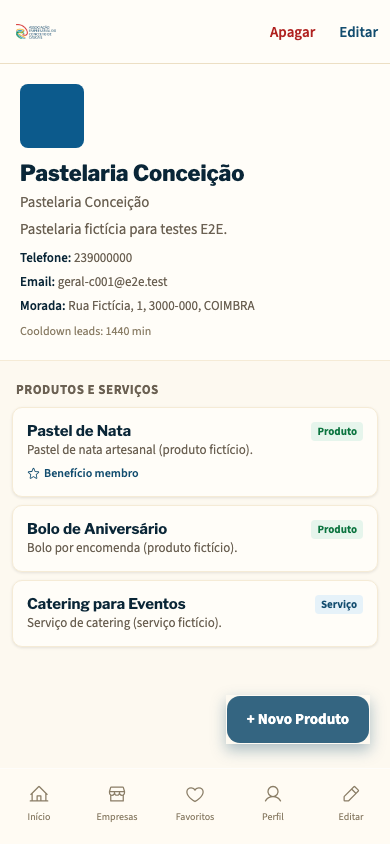 Apagar
Editar
Pastelaria Conceição
Pastelaria Conceição
Pastelaria fictícia para testes E2E.
Telefone: 239000000
Email: geral-c001@e2e.test
Morada: Rua Fictícia, 1, 3000-000, COIMBRA
Cooldown leads: 1440 min
PRODUTOS E SERVIÇOS
Pastel de Nata
Produto
Pastel de nata artesanal (produto fictício).
Benefício membro
Bolo de Aniversário
Produto
Bolo por encomenda (produto fictício).
Catering para Eventos
Serviço
Serviço de catering (serviço fictício).
+ Novo Produto
Início
Empresas
Favoritos
Perfil
Editar